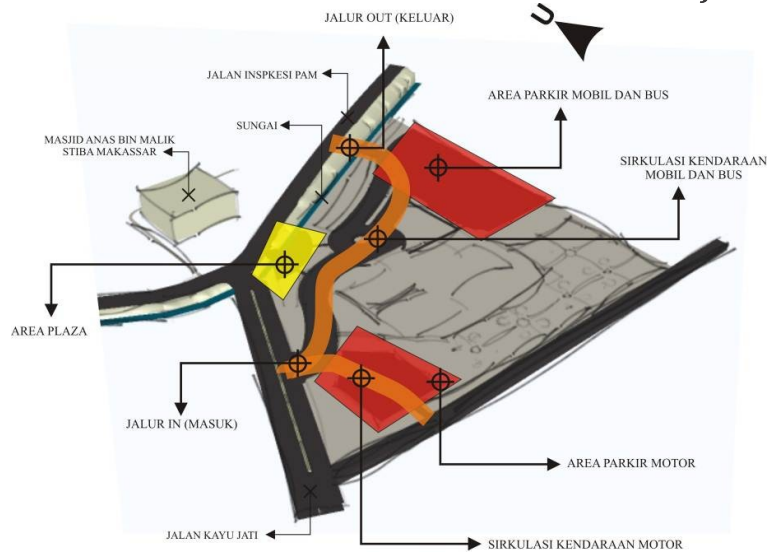 JALUR OUT (KELUAR)
U
JALAN INSPKESI PAM
AREA PARKIR MOBIL DAN BUS
SUNGAI
MASJID ANAS BIN MALIK
STIBA MAKASSAR
SIRKULASI KENDARAAN
MOBIL DAN BUS
AREA PLAZA
JALUR IN (MASUK)
AREA PARKIR MOTOR
JALAN KAYU JATI
SIRKULASI KENDARAAN MOTOR